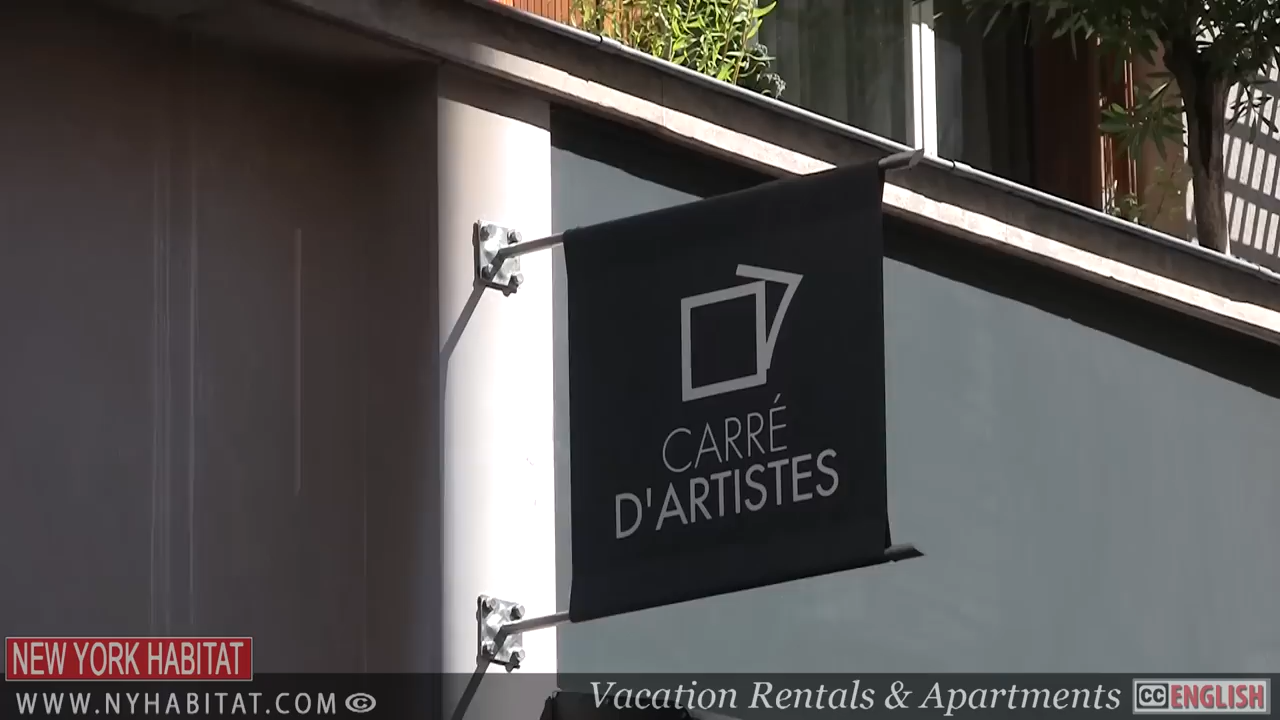 CARRÉ
D'ARTISTES
NEW YORK HABITAT
WWW.NYHABITAT.COM ©
Vacation Rentals & Apartments
CC ENGLISH